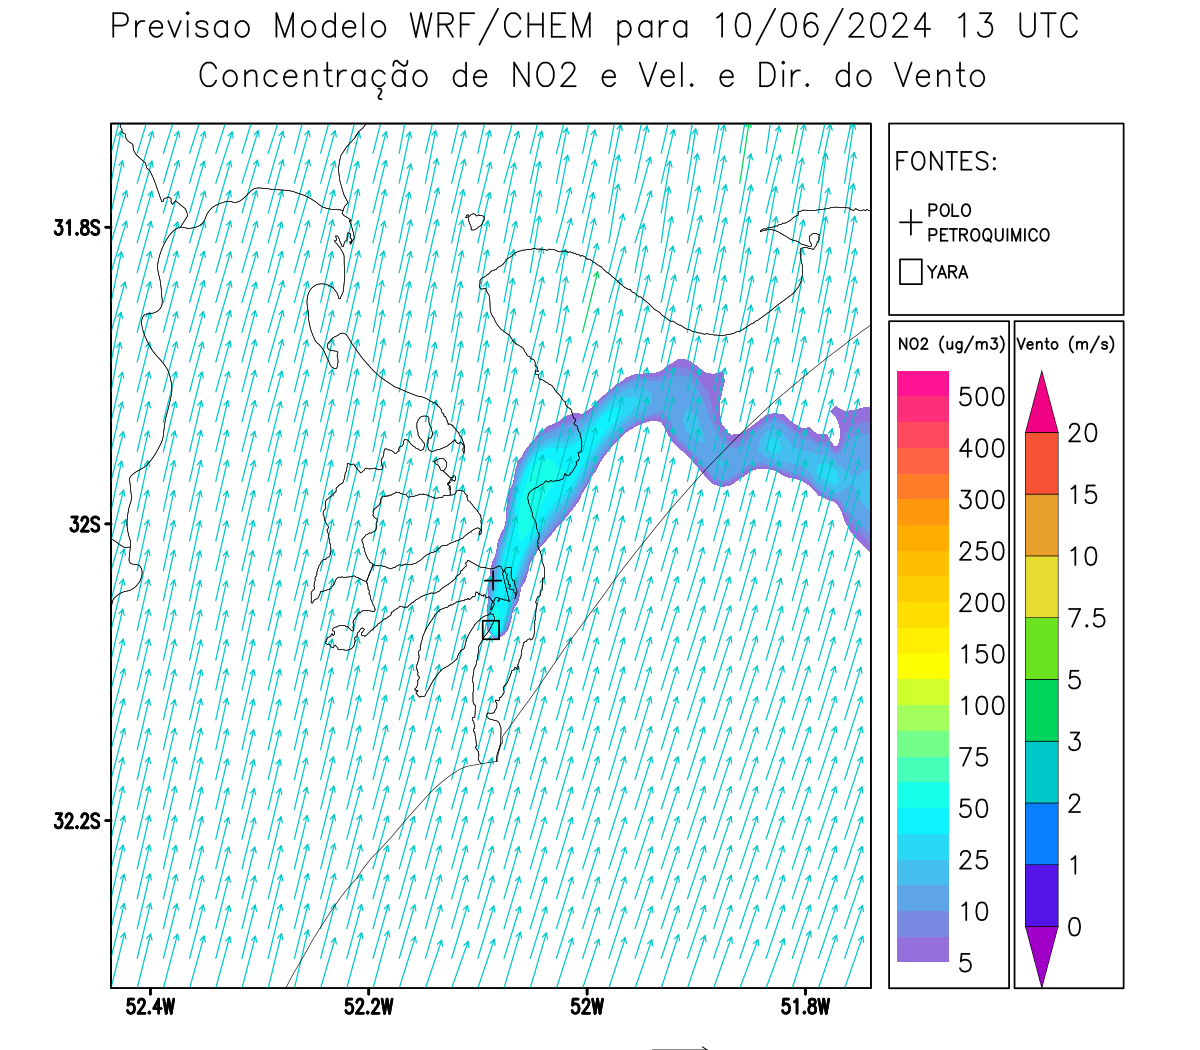 Previsao Modelo WRF/CHEM para 10/06/2024 13 UTC
Concentração de NO2 e Vel. e Dir. do Vento
FONTES:
POLO
PETROQUIMICO
YARA
31.8S
32S
32.2S
52.4W
52.2W
52W
51.8W
NO2 (ug/m3)
500
400
300
250
200
150
100
75
50
25
10
5
Vento (m/s)
20
15
10
7.5
5
3
2
1
0